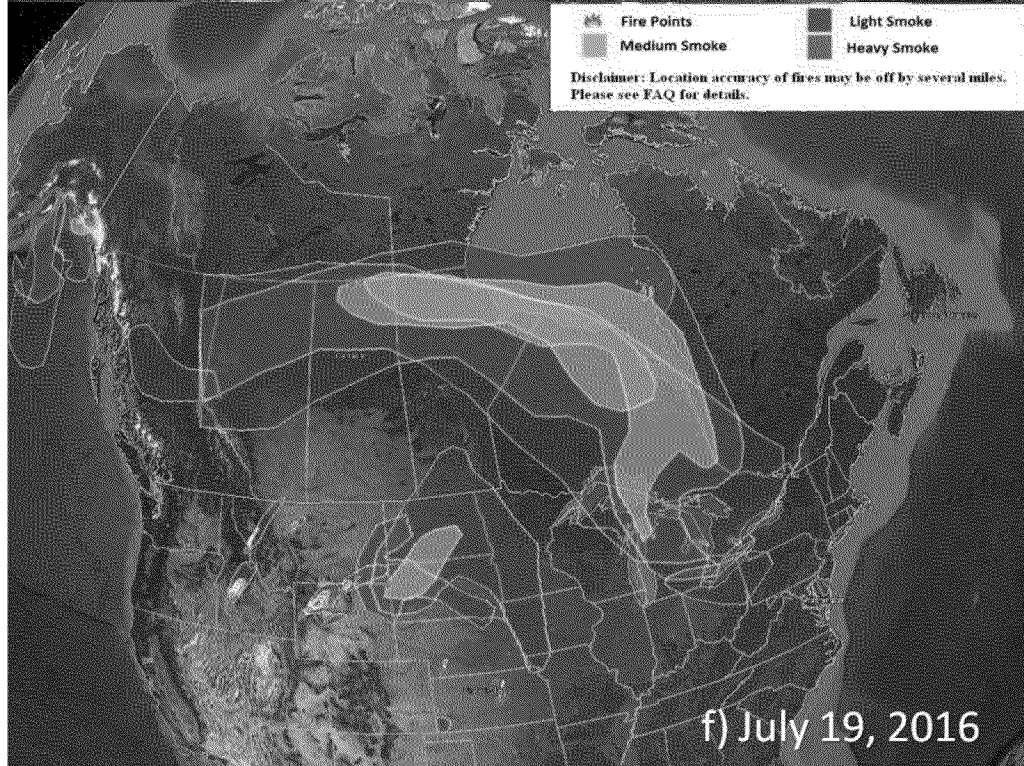 Fire Points
Light Smoke
Medium Smoke
Heavy Smoke
Disclaimer: Location accuracy of fires may be off by several miles.
Please see FAQ for details.
f) July 19, 2016